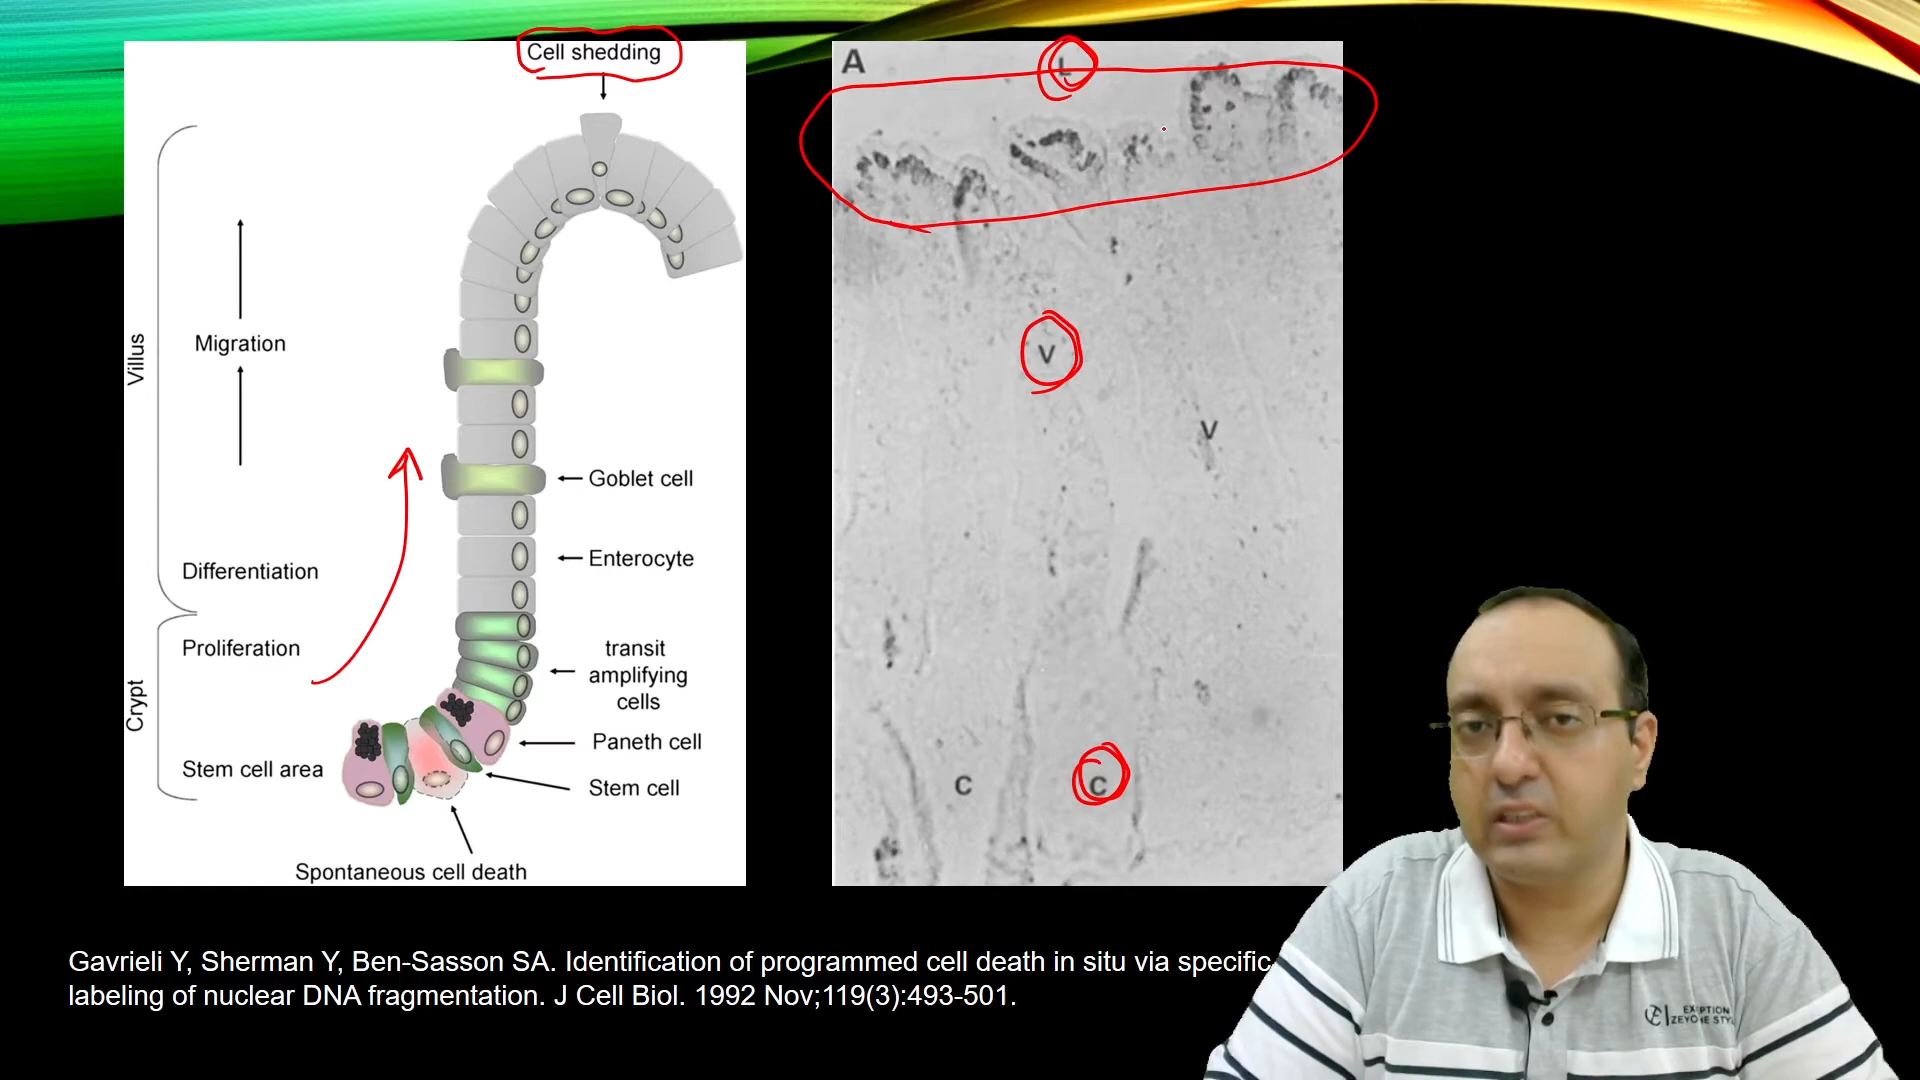 Cell shedding
Villus
Migration
Goblet cell
Enterocyte
Differentiation
Proliferation
transit
amplifying
cells
Crypt
Paneth cell
Stem cell area
Stem cell
Spontaneous cell death
A
L
V
V
C
C
Gavrieli Y, Sherman Y, Ben-Sasson SA. Identification of programmed cell death in situ via specific
labeling of nuclear DNA fragmentation. J Cell Biol. 1992 Nov;119(3):493-501.